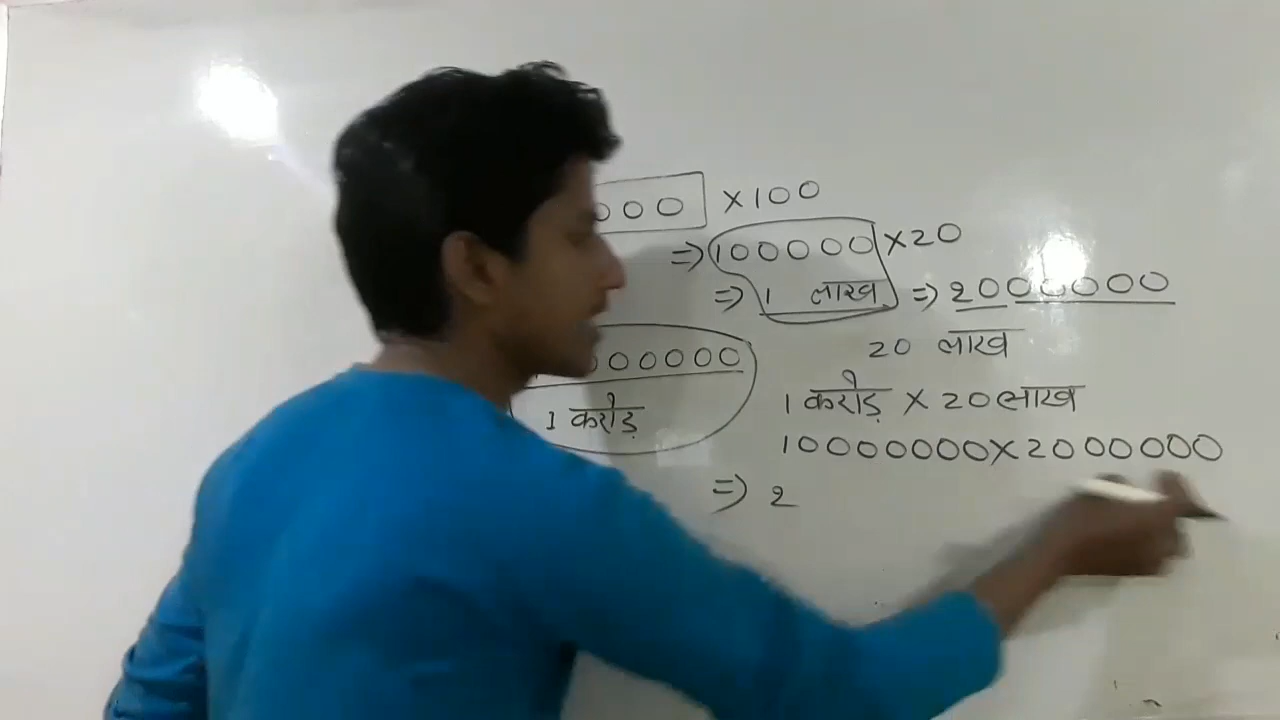 000 ×100
⇒ 100000 ×20
⇒ 1 लाख ⇒ 2000000
20 लाख
000000
1 करोड़
1 करोड़ × 20 लाख
10000000 × 2000000
⇒ 2